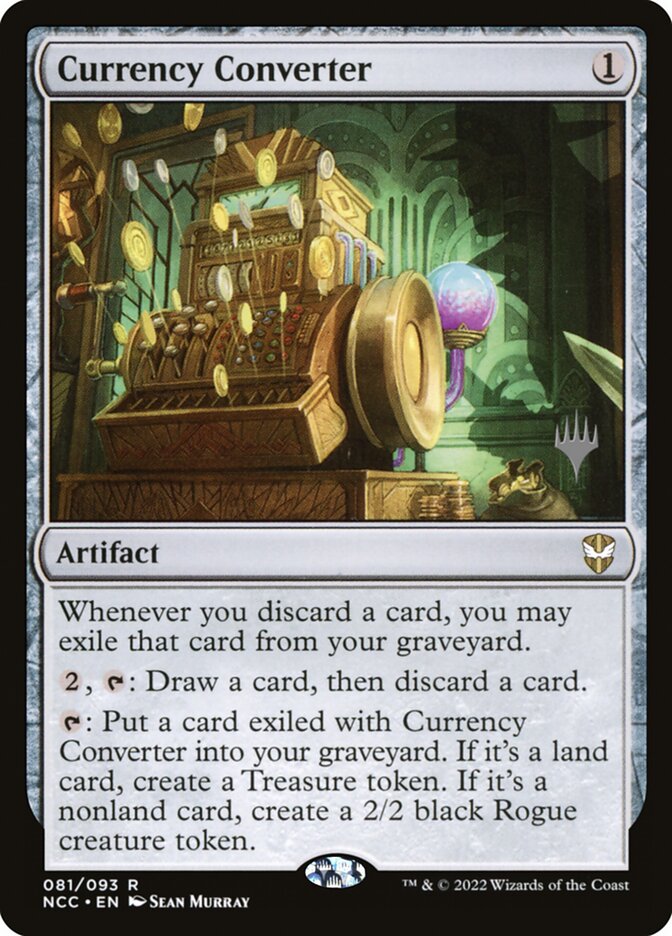 Currency Converter 1
Artifact
Whenever you discard a card, you may
exile that card from your graveyard.
2, : Draw a card, then discard a card.
: Put a card exiled with Currency
Converter into your graveyard. If it's a land
card, create a Treasure token. If it's a
nonland card, create a 2/2 black Rogue
creature token.
081/093 R
NCC • EN Sean Murray
™ & © 2022 Wizards of the Coast